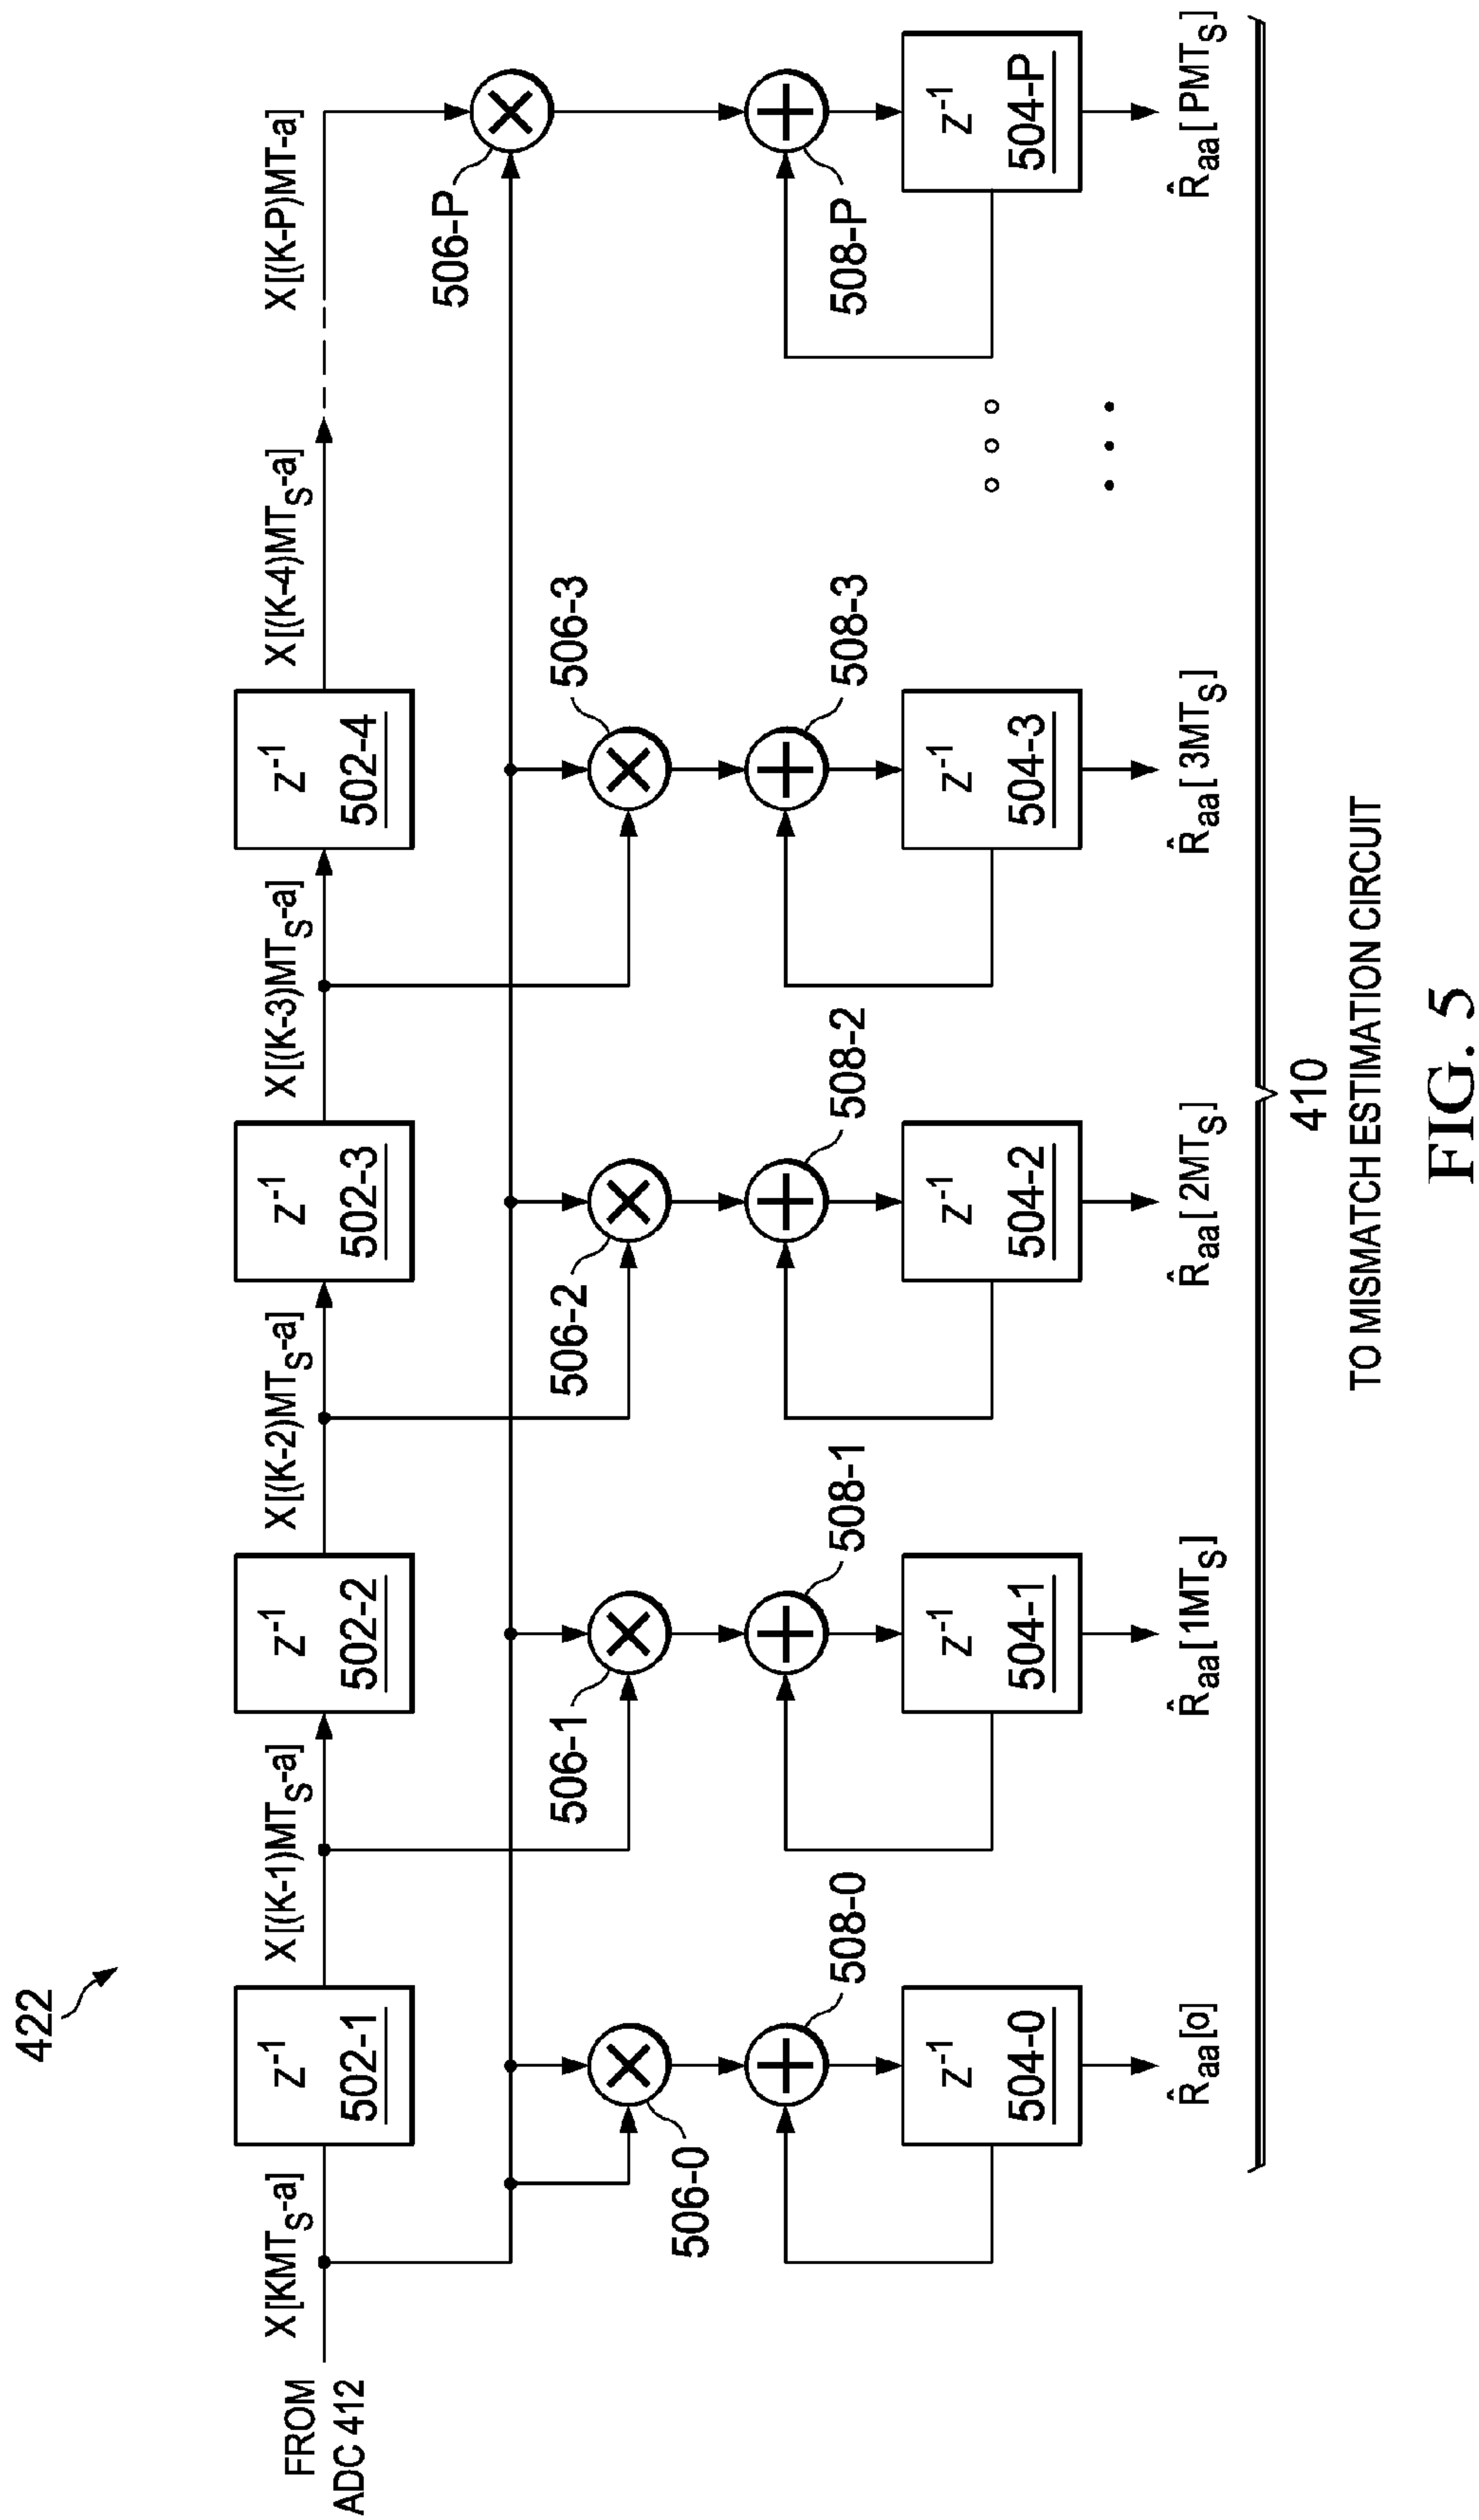 422
FROM
ADC 412
X[KMTS-a]
X[(K-1)MTS-a]
X[(K-2)MTS-a]
X[(K-3)MTS-a]
X[(K-4)MTS-a]
X[(K-P)MT-a]
z-1
502-1
z-1
502-2
z-1
502-3
z-1
502-4
506-0
506-1
506-2
506-3
506-P
508-0
508-1
508-2
508-3
508-P
z-1
504-0
z-1
504-1
z-1
504-2
z-1
504-3
z-1
504-P
R̂aa[o]
R̂aa[1MTS]
R̂aa[2MTS]
R̂aa[3MTS]
R̂aa[PMTS]
410
TO MISMATCH ESTIMATION CIRCUIT
FIG. 5